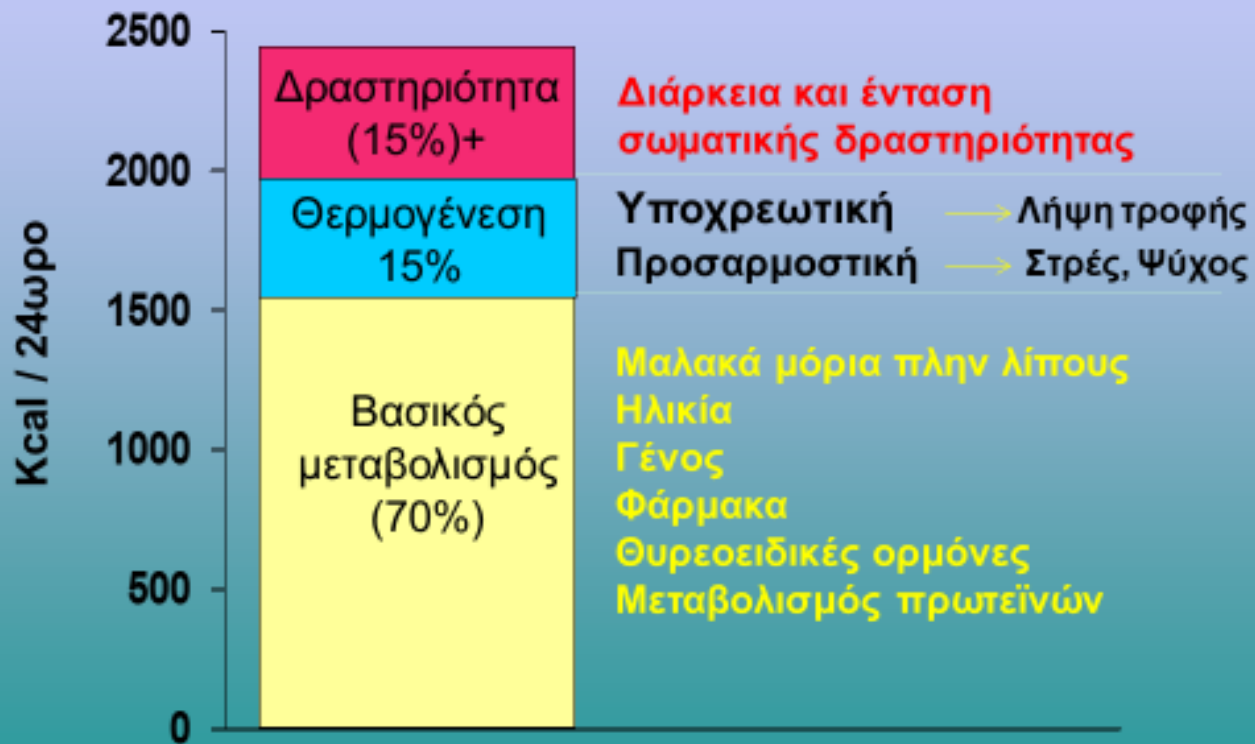 2500
2000
1500
1000
500
0
Kcal / 24ωρο
Δραστηριότητα
(15%)+
Θερμογένεση
15%
Βασικός
μεταβολισμός
(70%)
Διάρκεια και ένταση
σωματικής δραστηριότητας
Υποχρεωτική Λήψη τροφής
Προσαρμοστική Στρές, Ψύχος
Μαλακά μόρια πλην λίπους
Ηλικία
Γένος
Φάρμακα
Θυρεοειδικές ορμόνες
Μεταβολισμός πρωτεϊνών